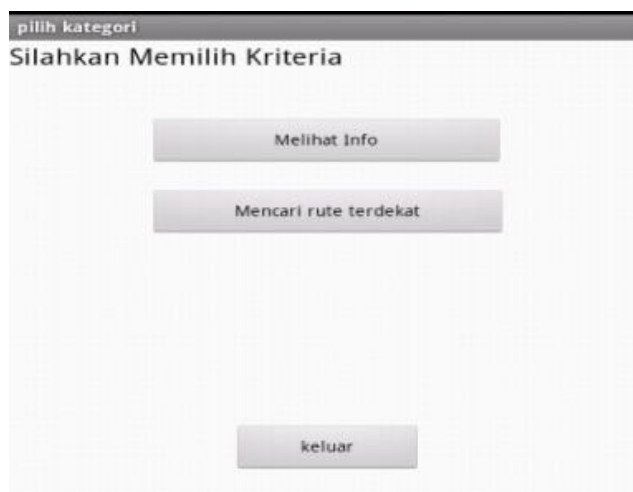 pilih kategori
Silahkan Memilih Kriteria
Melihat Info
Mencari rute terdekat
keluar